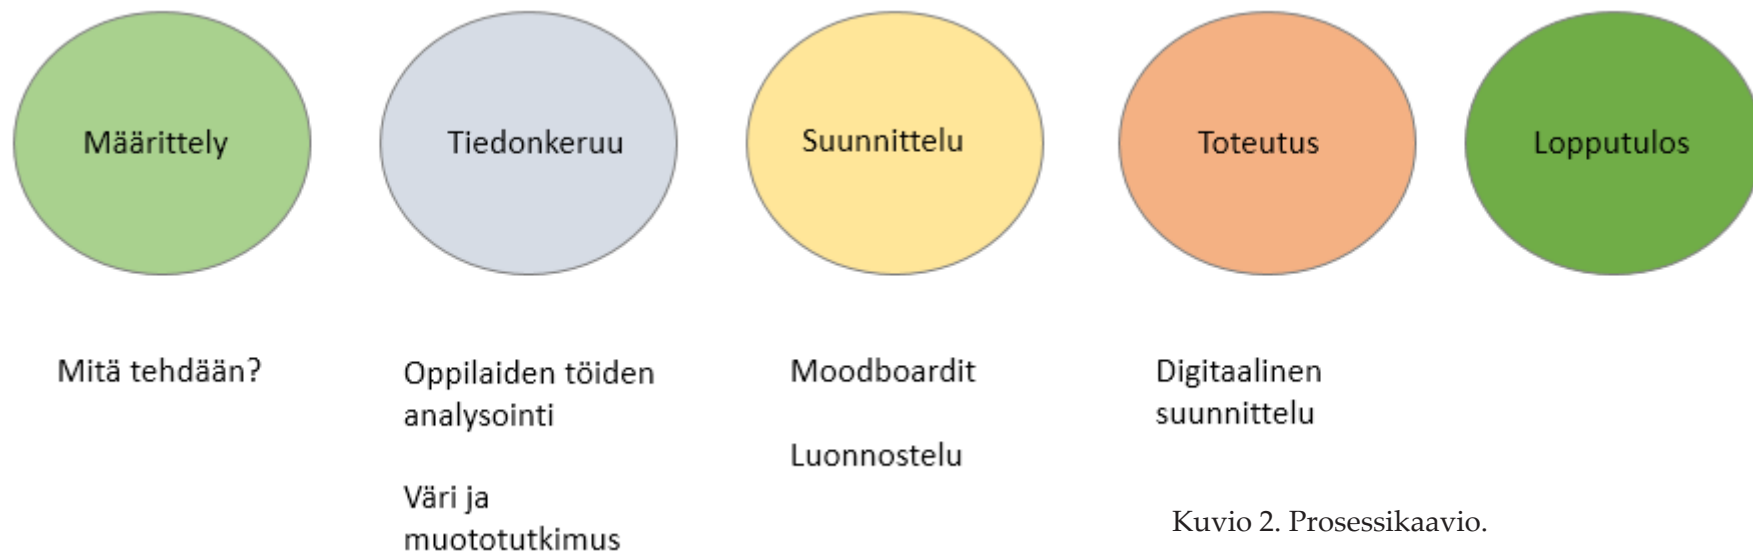 Määrittely
Tiedonkeruu
Suunnittelu
Toteutus
Lopputulos
Mitä tehdään?
Oppilaiden töiden
analysointi
Väri ja
muototutkimus
Moodboardit
Luonnostelu
Digitaalinen
suunnittelu
Kuvio 2. Prosessikaavio.